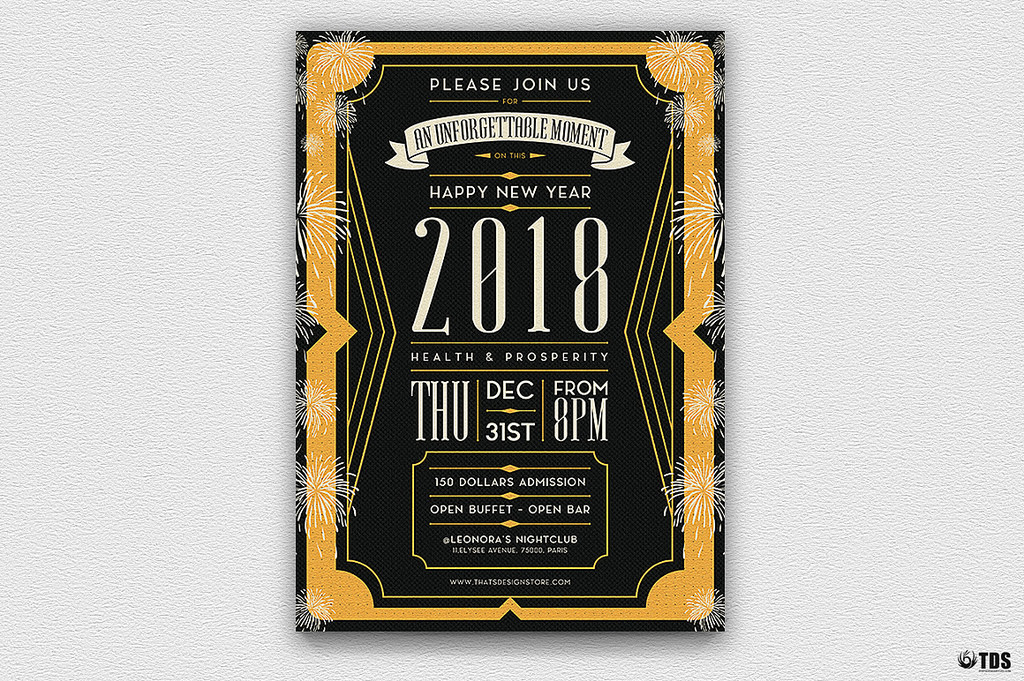 PLEASE JOIN US
FOR
AN UNFORGETTABLE MOMENT
ON THIS
HAPPY NEW YEAR
2018
HEALTH & PROSPERITY
THU
DEC
31ST
FROM
8PM
150 DOLLARS ADMISSION
OPEN BUFFET - OPEN BAR
@LEONORA'S NIGHTCLUB
11,ELYSEE AVENUE, 75000, PARIS
WWW.THATSDESIGNSTORE.COM
TDS